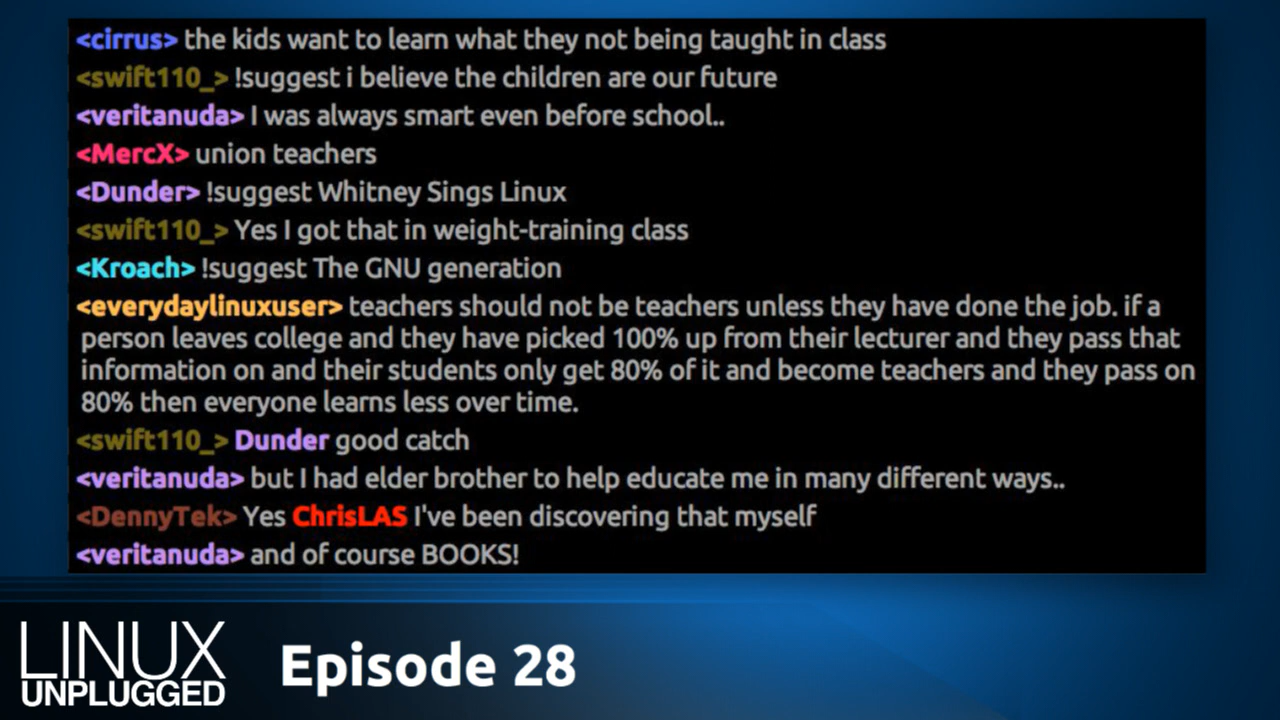 <cirrus> the kids want to learn what they not being taught in class
<swift110_> !suggest i believe the children are our future
<veritanuda> I was always smart even before school..
<MercX> union teachers
<Dunder> !suggest Whitney Sings Linux
<swift110_> Yes I got that in weight-training class
<Kroach> !suggest The GNU generation
<everydaylinuxuser> teachers should not be teachers unless they have done the job. if a
person leaves college and they have picked 100% up from their lecturer and they pass that
information on and their students only get 80% of it and become teachers and they pass on
80% then everyone learns less over time.
<swift110_> Dunder good catch
<veritanuda> but I had elder brother to help educate me in many different ways..
<DennyTek> Yes ChrisLAS I've been discovering that myself
<veritanuda> and of course BOOKS!
LINUX
UNPLUGGED
Episode 28